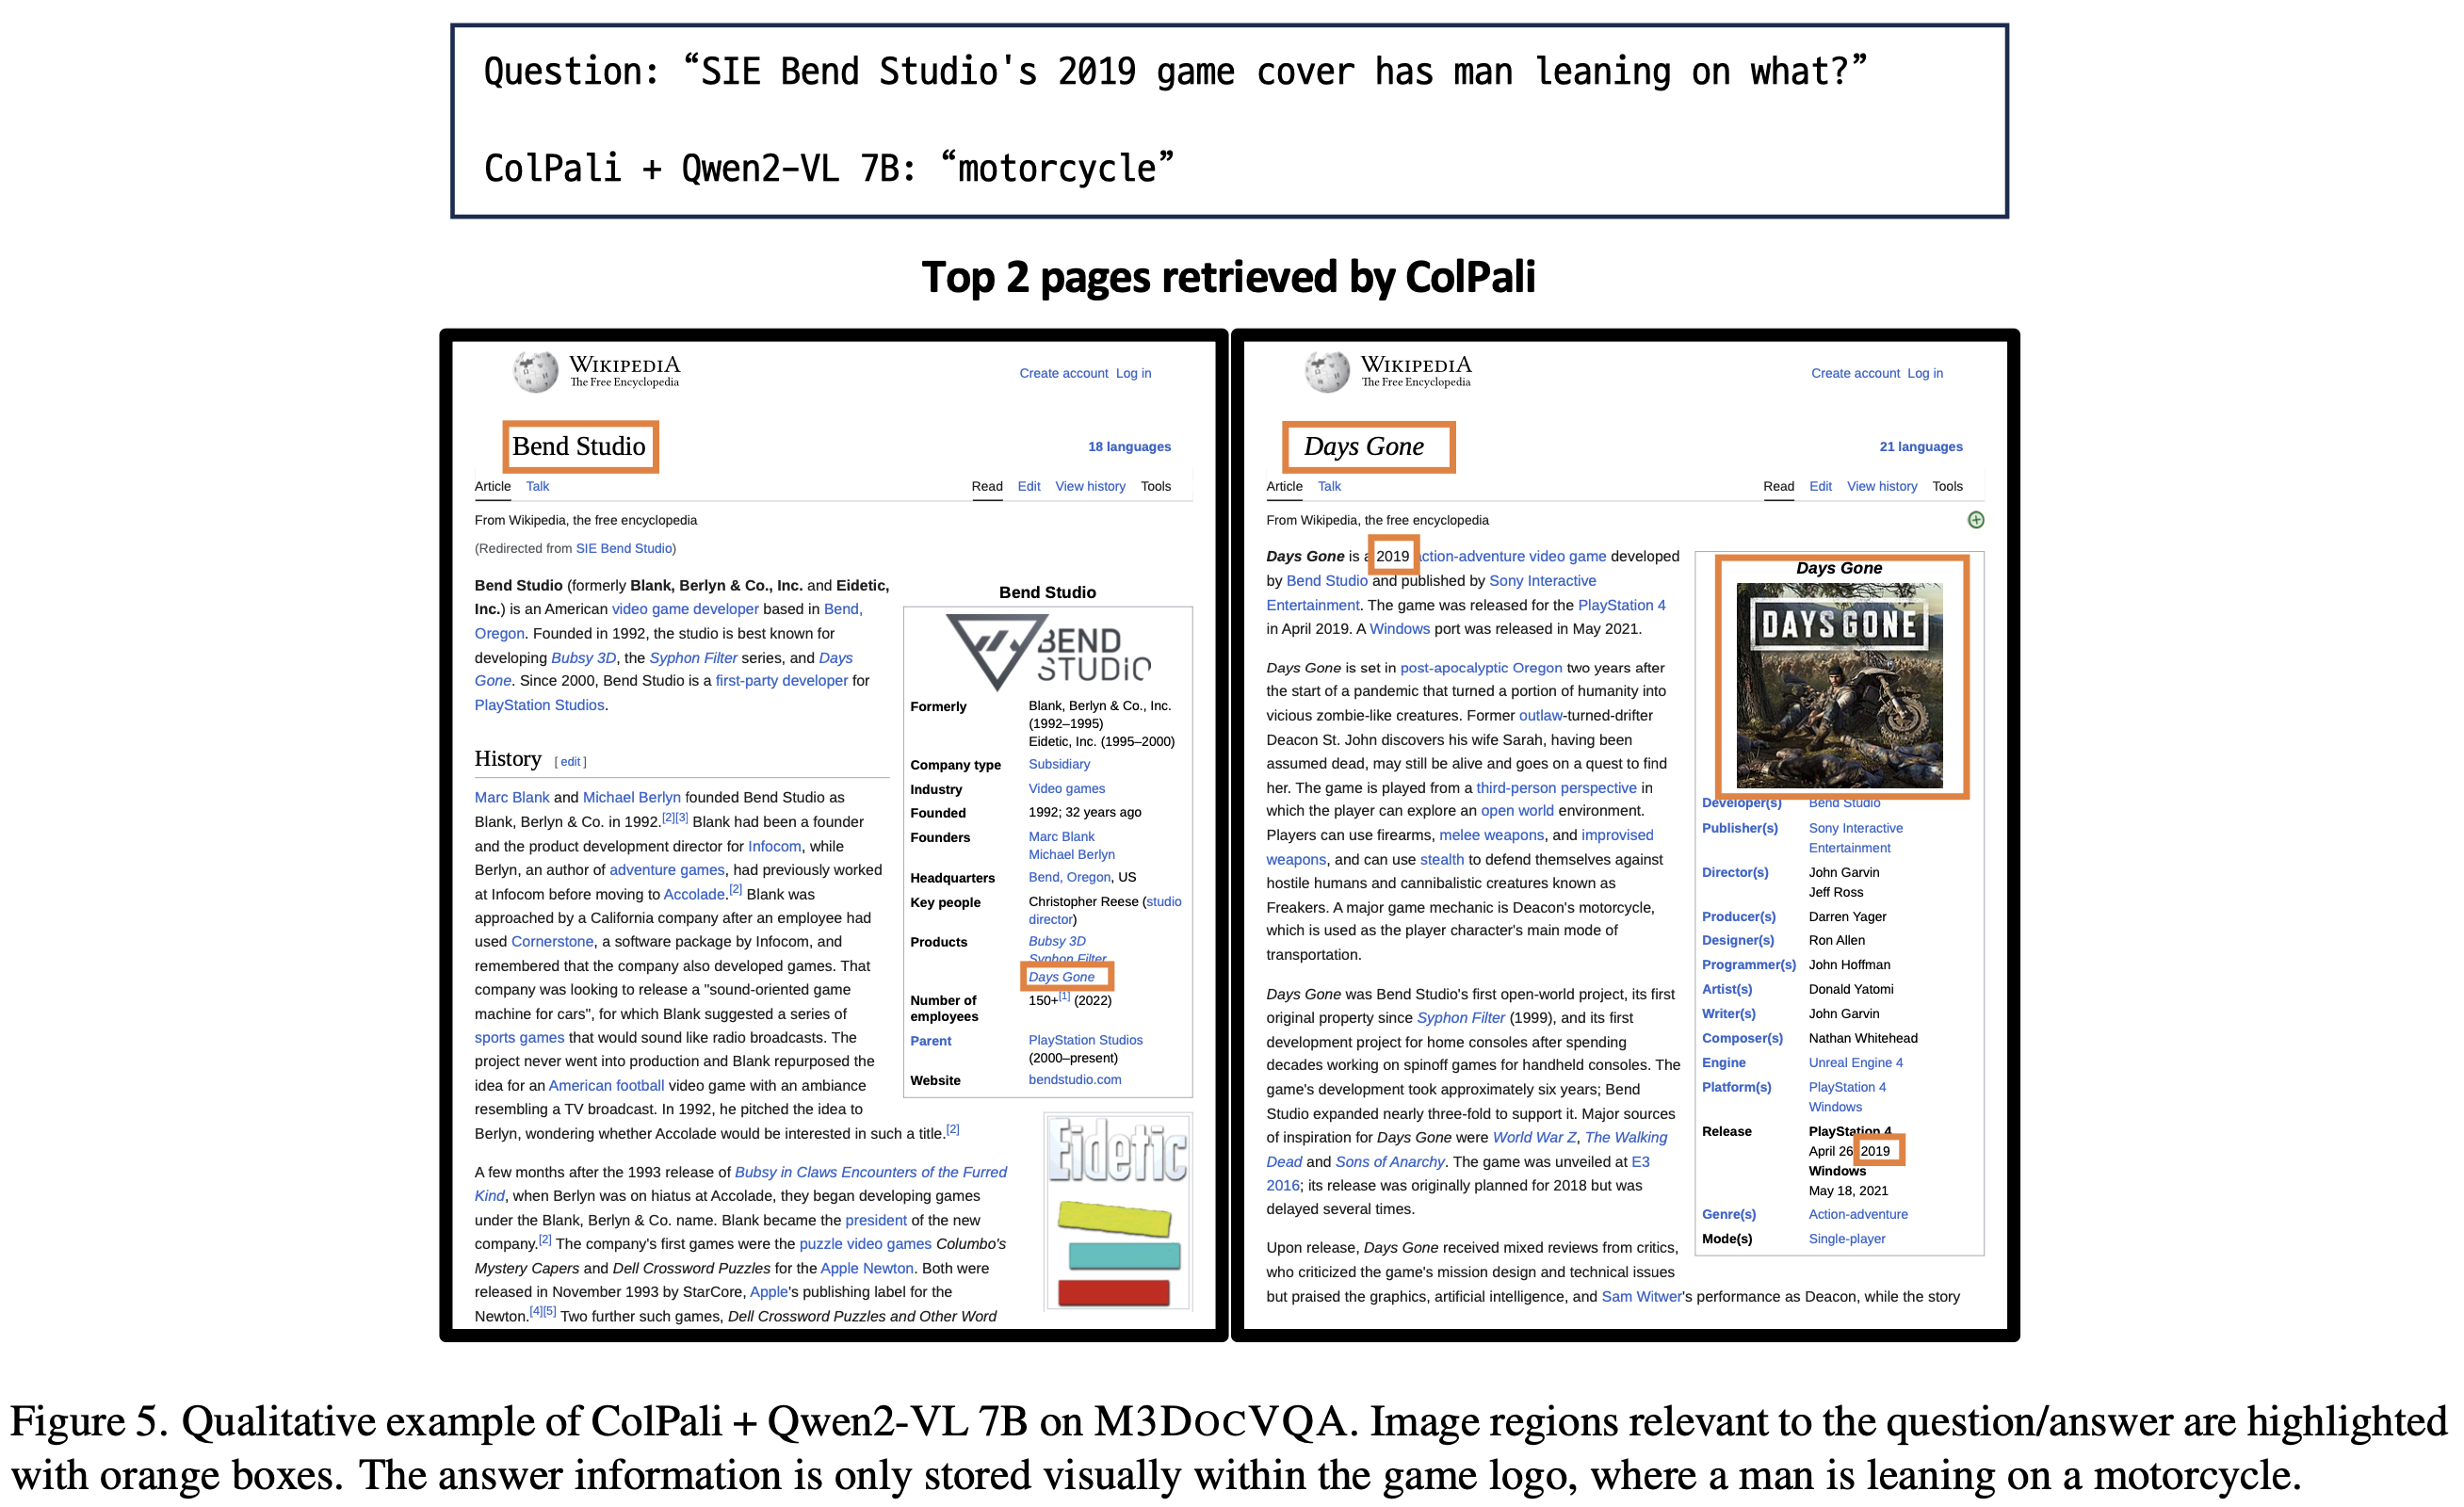 Question: “SIE Bend Studio's 2019 game cover has man leaning on what?”
ColPali + Qwen2-VL 7B: “motorcycle”
Top 2 pages retrieved by ColPali
WIKIPEDIA
The Free Encyclopedia
Create account Log in
Bend Studio
18 languages
Article Talk
Read Edit View history Tools
From Wikipedia, the free encyclopedia
(Redirected from SIE Bend Studio)
Bend Studio (formerly Blank, Berlyn & Co., Inc. and Eidetic,
Inc.) is an American video game developer based in Bend,
Oregon. Founded in 1992, the studio is best known for
developing Bubsy 3D, the Syphon Filter series, and Days
Gone. Since 2000, Bend Studio is a first-party developer for
PlayStation Studios.
History [ edit ]
Marc Blank and Michael Berlyn founded Bend Studio as
Blank, Berlyn & Co. in 1992.[2][3] Blank had been a founder
and the product development director for Infocom, while
Berlyn, an author of adventure games, had previously worked
at Infocom before moving to Accolade.[2] Blank was
approached by a California company after an employee had
used Cornerstone, a software package by Infocom, and
remembered that the company also developed games. That
company was looking to release a "sound-oriented game
machine for cars", for which Blank suggested a series of
sports games that would sound like radio broadcasts. The
project never went into production and Blank repurposed the
idea for an American football video game with an ambiance
resembling a TV broadcast. In 1992, he pitched the idea to
Berlyn, wondering whether Accolade would be interested in such a title.[2]
A few months after the 1993 release of Bubsy in Claws Encounters of the Furred
Kind, when Berlyn was on hiatus at Accolade, they began developing games
under the Blank, Berlyn & Co. name. Blank became the president of the new
company.[2] The company's first games were the puzzle video games Columbo's
Mystery Capers and Dell Crossword Puzzles for the Apple Newton. Both were
released in November 1993 by StarCore, Apple's publishing label for the
Newton.[4][5] Two further such games, Dell Crossword Puzzles and Other Word
Bend Studio
BEND
STUDIO
Formerly Blank, Berlyn & Co., Inc.
(1992–1995)
Eidetic, Inc. (1995–2000)
Company type Subsidiary
Industry Video games
Founded 1992; 32 years ago
Founders Marc Blank
Michael Berlyn
Headquarters Bend, Oregon, US
Key people Christopher Reese (studio
director)
Products Bubsy 3D
Syphon Filter
Days Gone
Number of 150+[1] (2022)
employees
Parent PlayStation Studios
(2000–present)
Website bendstudio.com
Eidetic
WIKIPEDIA
The Free Encyclopedia
Create account Log in
Days Gone
21 languages
Article Talk
Read Edit View history Tools
From Wikipedia, the free encyclopedia
Days Gone is a 2019 action-adventure video game developed
by Bend Studio and published by Sony Interactive
Entertainment. The game was released for the PlayStation 4
in April 2019. A Windows port was released in May 2021.
Days Gone is set in post-apocalyptic Oregon two years after
the start of a pandemic that turned a portion of humanity into
vicious zombie-like creatures. Former outlaw-turned-drifter
Deacon St. John discovers his wife Sarah, having been
assumed dead, may still be alive and goes on a quest to find
her. The game is played from a third-person perspective in
which the player can explore an open world environment.
Players can use firearms, melee weapons, and improvised
weapons, and can use stealth to defend themselves against
hostile humans and cannibalistic creatures known as
Freakers. A major game mechanic is Deacon's motorcycle,
which is used as the player character's main mode of
transportation.
Days Gone was Bend Studio's first open-world project, its first
original property since Syphon Filter (1999), and its first
development project for home consoles after spending
decades working on spinoff games for handheld consoles. The
game's development took approximately six years; Bend
Studio expanded nearly three-fold to support it. Major sources
of inspiration for Days Gone were World War Z, The Walking
Dead and Sons of Anarchy. The game was unveiled at E3
2016; its release was originally planned for 2018 but was
delayed several times.
Upon release, Days Gone received mixed reviews from critics,
who criticized the game's mission design and technical issues
but praised the graphics, artificial intelligence, and Sam Witwer's performance as Deacon, while the story
Days Gone
DAYS GONE
Developer(s) Bend Studio
Publisher(s) Sony Interactive
Entertainment
Director(s) John Garvin
Jeff Ross
Producer(s) Darren Yager
Designer(s) Ron Allen
Programmer(s) John Hoffman
Artist(s) Donald Yatomi
Writer(s) John Garvin
Composer(s) Nathan Whitehead
Engine Unreal Engine 4
Platform(s) PlayStation 4
Windows
Release PlayStation 4
April 26 2019
Windows
May 18, 2021
Genre(s) Action-adventure
Mode(s) Single-player
Figure 5. Qualitative example of ColPali + Qwen2-VL 7B on M3DOCVQA. Image regions relevant to the question/answer are highlighted
with orange boxes. The answer information is only stored visually within the game logo, where a man is leaning on a motorcycle.